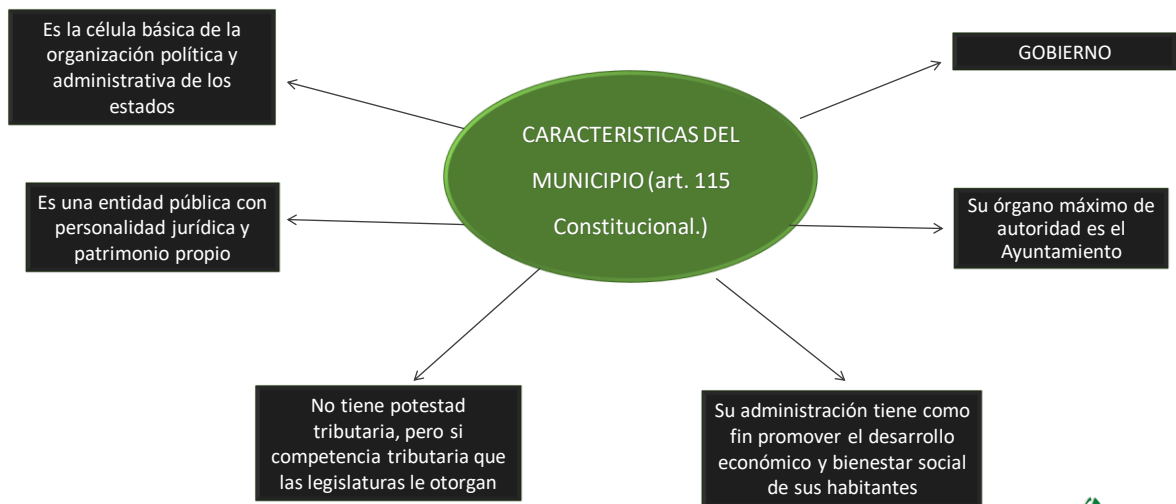 Es la célula básica de la
organización política y
administrativa de los
estados
GOBIERNO
CARACTERISTICAS DEL
MUNICIPIO (art. 115
Constitucional.)
Es una entidad pública con
personalidad jurídica y
patrimonio propio
Su órgano máximo de
autoridad es el
Ayuntamiento
No tiene potestad
tributaria, pero si
competencia tributaria que
las legislaturas le otorgan
Su administración tiene como
fin promover el desarrollo
económico y bienestar social
de sus habitantes